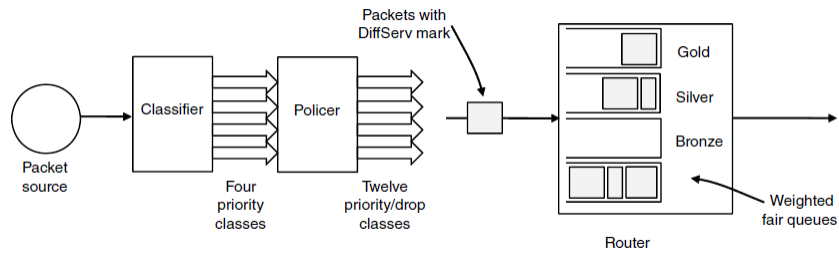 Packets with
DiffServ mark
Gold
Silver
Bronze
Classifier
Policer
Packet
source
Four
priority
classes
Twelve
priority/drop
classes
Weighted
fair queues
Router